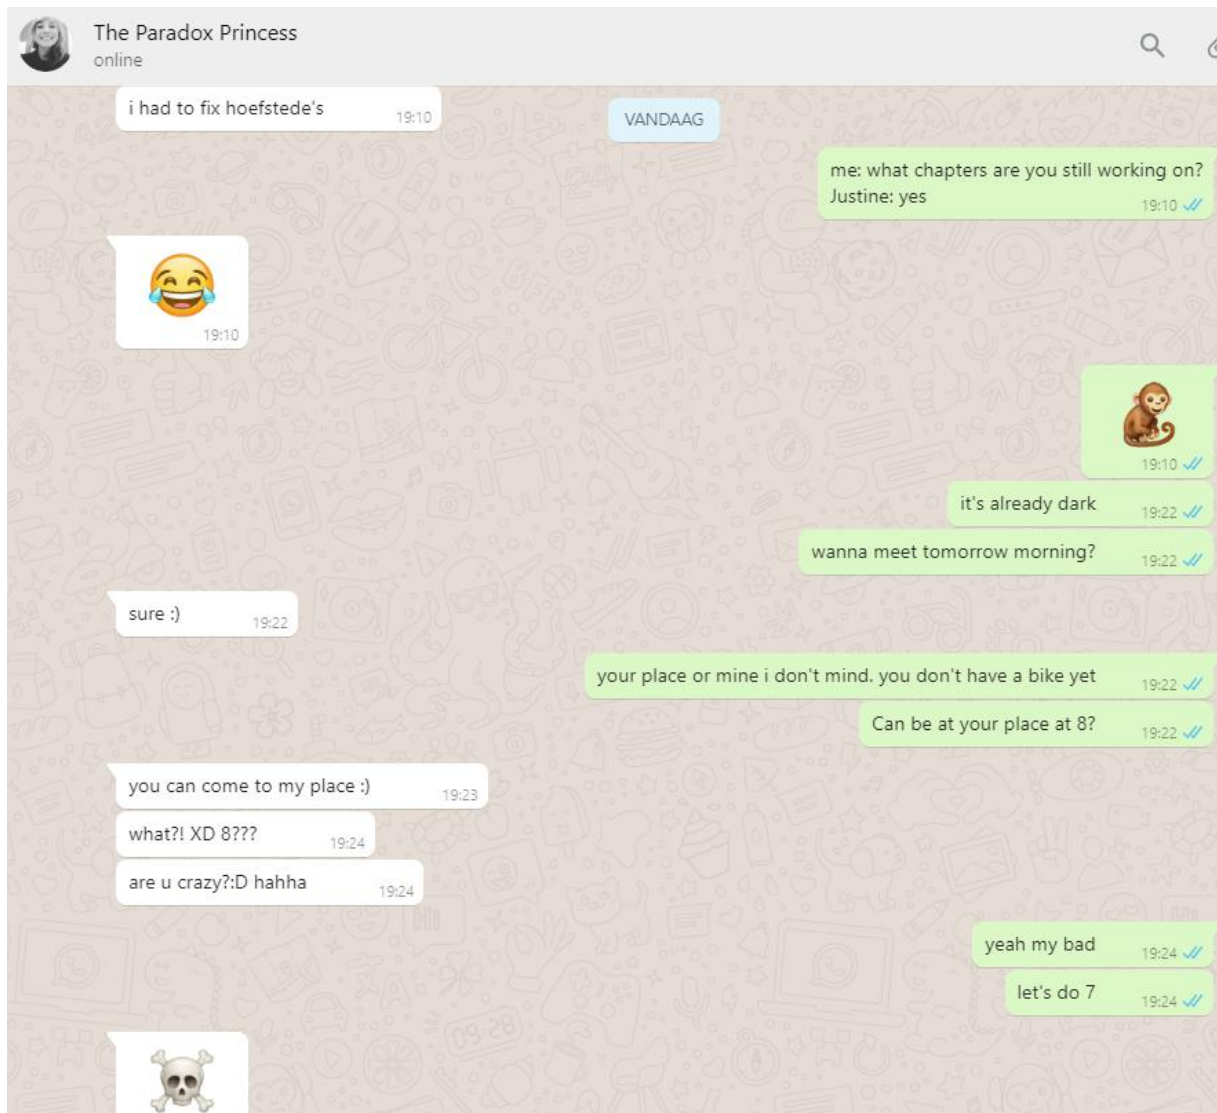 The Paradox Princess
online
i had to fix hoefstede's
19:10
VANDAAG
me: what chapters are you still working on?
Justine: yes
19:10
19:10
19:10
it's already dark
19:22
wanna meet tomorrow morning?
19:22
sure :)
19:22
your place or mine i don't mind. you don't have a bike yet
19:22
Can be at your place at 8?
19:22
you can come to my place :)
19:23
what?! XD 8???
19:24
are u crazy?:D hahha
19:24
yeah my bad
19:24
let's do 7
19:24